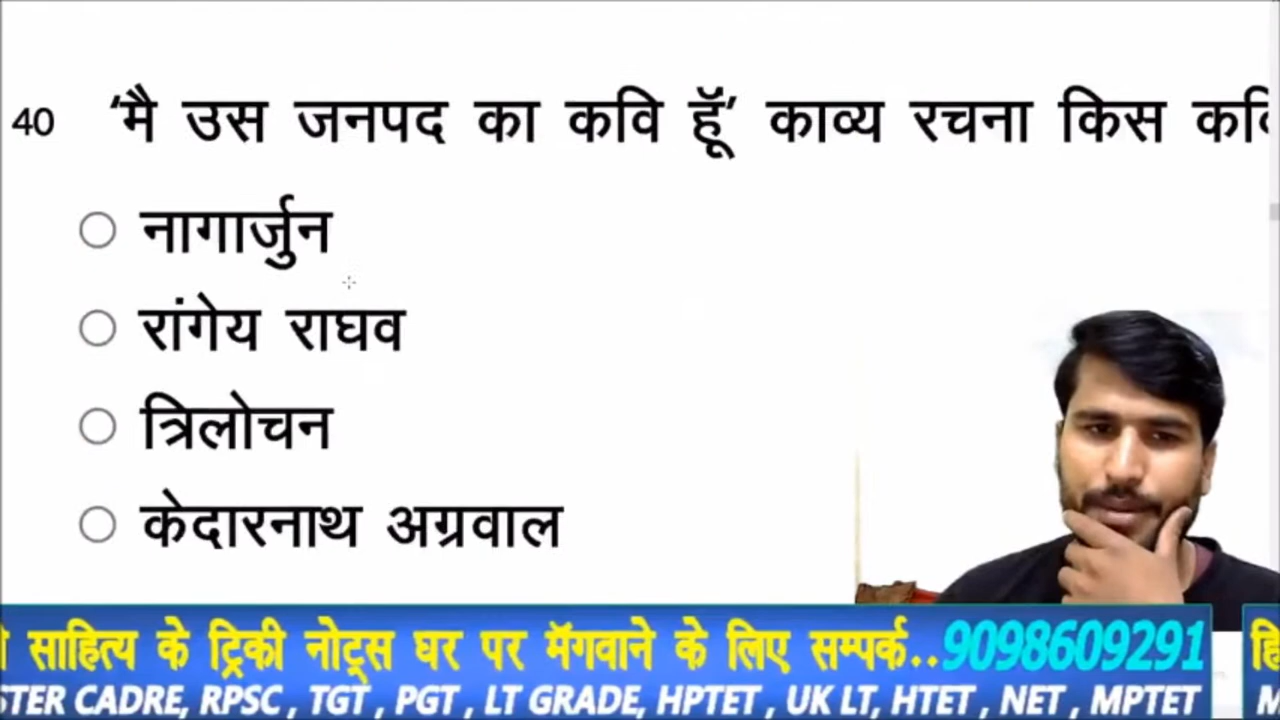 40 ‘मै उस जनपद का कवि हूॅ’ काव्य रचना किस
नागार्जुन
रांगेय राघव
त्रिलोचन
केदारनाथ अग्रवाल
साहित्य के ट्रिकी नोट्स घर पर मॅगवाने के लिए सम्पर्क..9098609291
CADRE, RPSC , TGT , PGT , LT GRADE, HPTET , UK LT, HTET , NET , MPTET